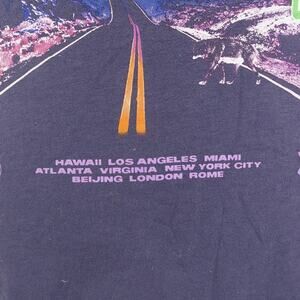 HAWAII LOS ANGELES MIAMI
ATLANTA VIRGINIA NEW YORK CITY
BEIJING LONDON ROME